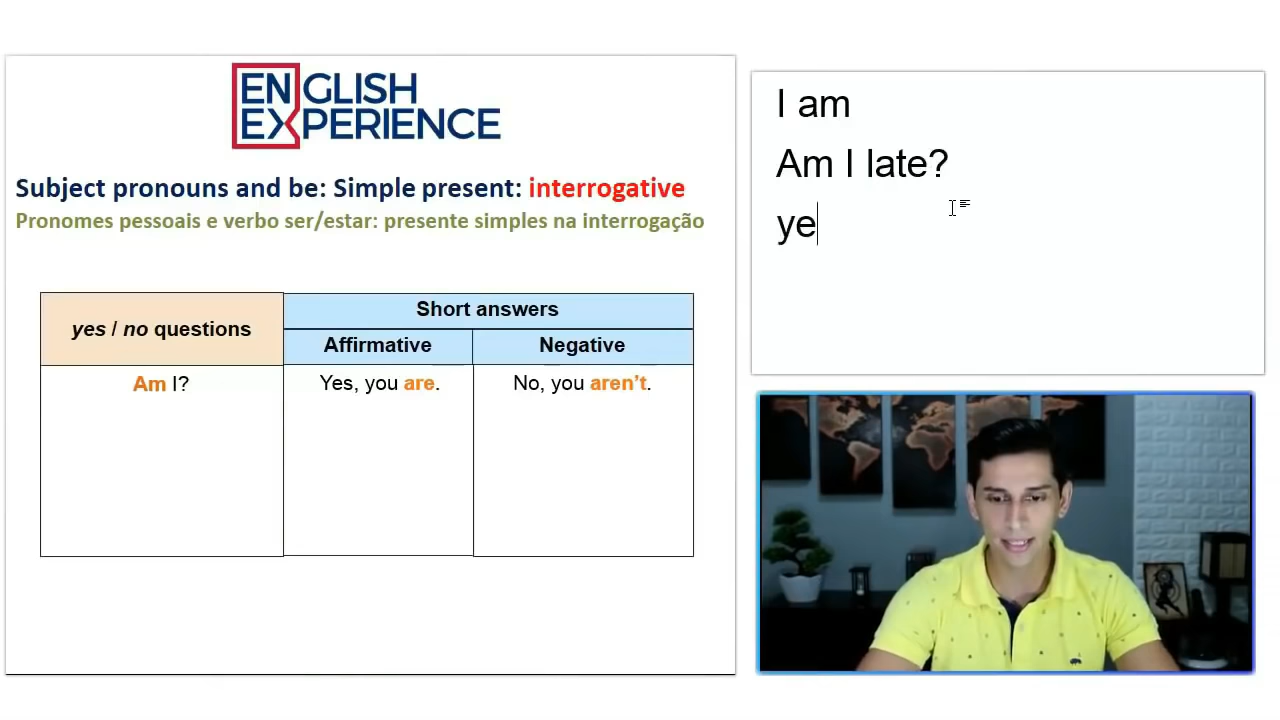 ENGLISH
EXPERIENCE
Subject pronouns and be: Simple present: interrogative
Pronomes pessoais e verbo ser/estar: presente simples na interrogação
yes / no questions
Short answers
Affirmative
Negative
Am I?
Yes, you are.
No, you aren't.
I am
Am I late?
ye